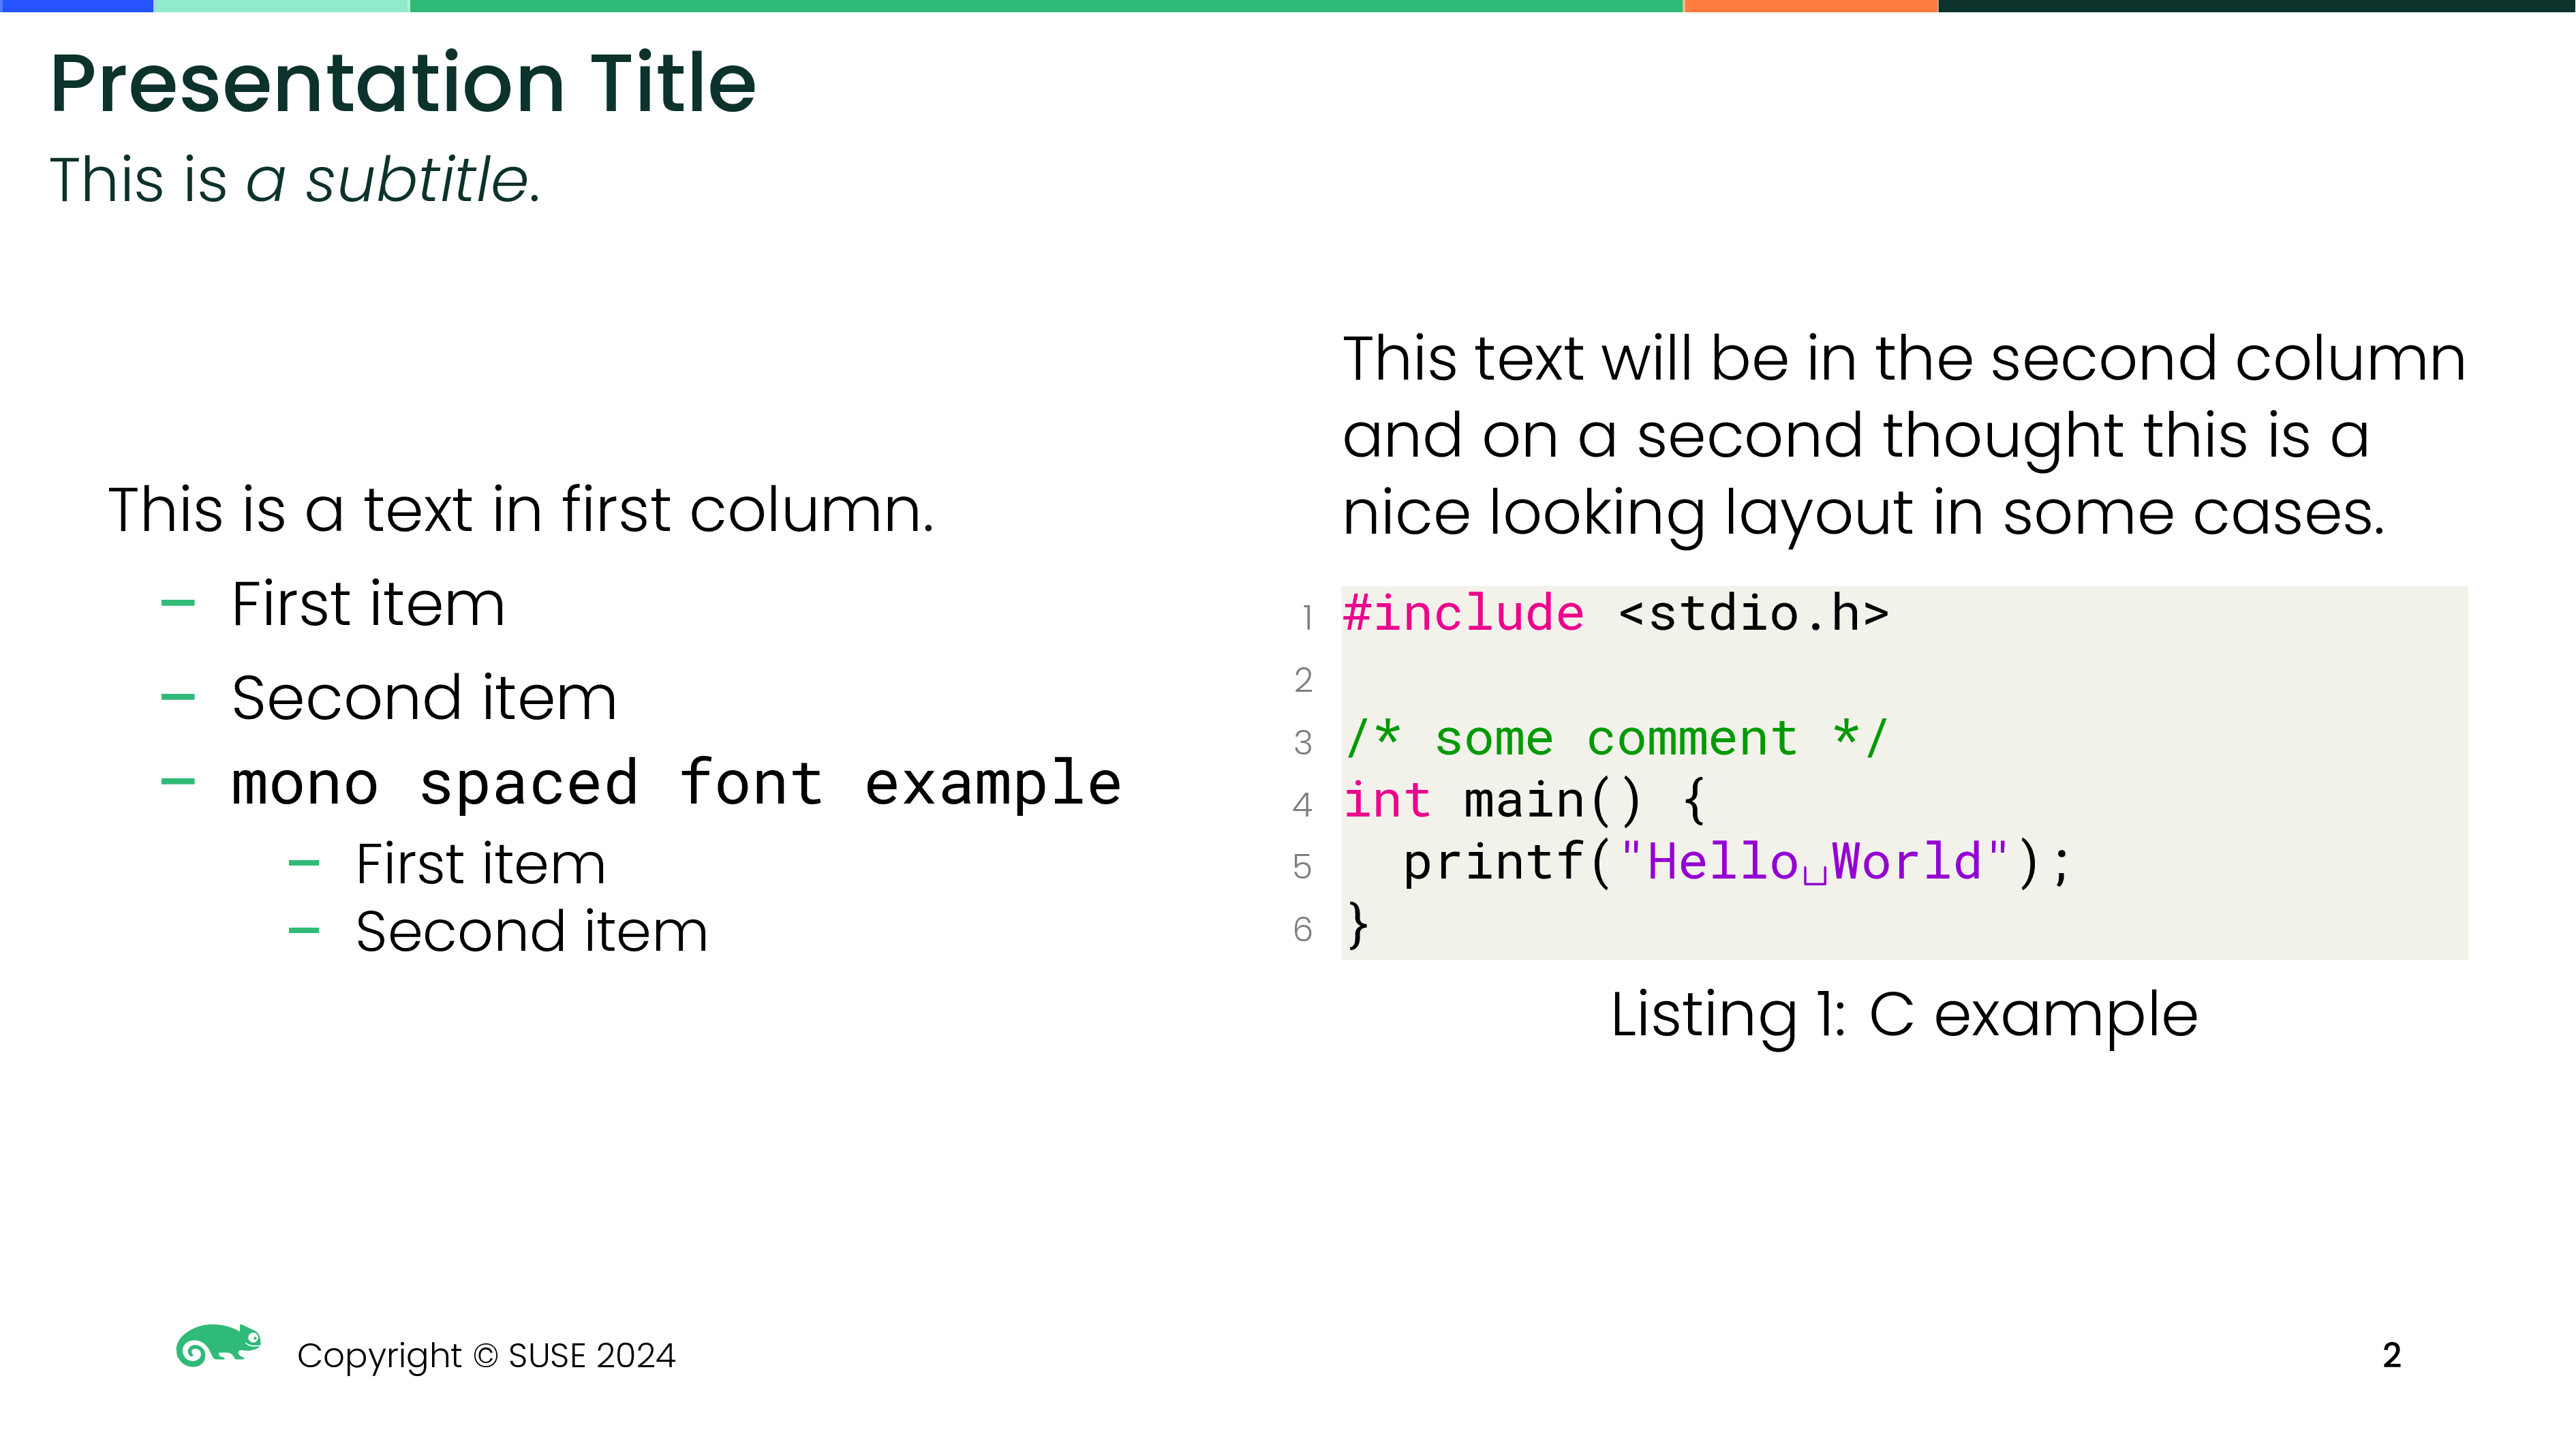 Presentation Title
This is a subtitle.
This is a text in first column.
– First item
– Second item
– mono spaced font example
– First item
– Second item
This text will be in the second column
and on a second thought this is a
nice looking layout in some cases.
1 #include <stdio.h>
2
3 /* some comment */
4 int main() {
5   printf("Hello␣World");
6 }
Listing 1: C example
Copyright © SUSE 2024
2